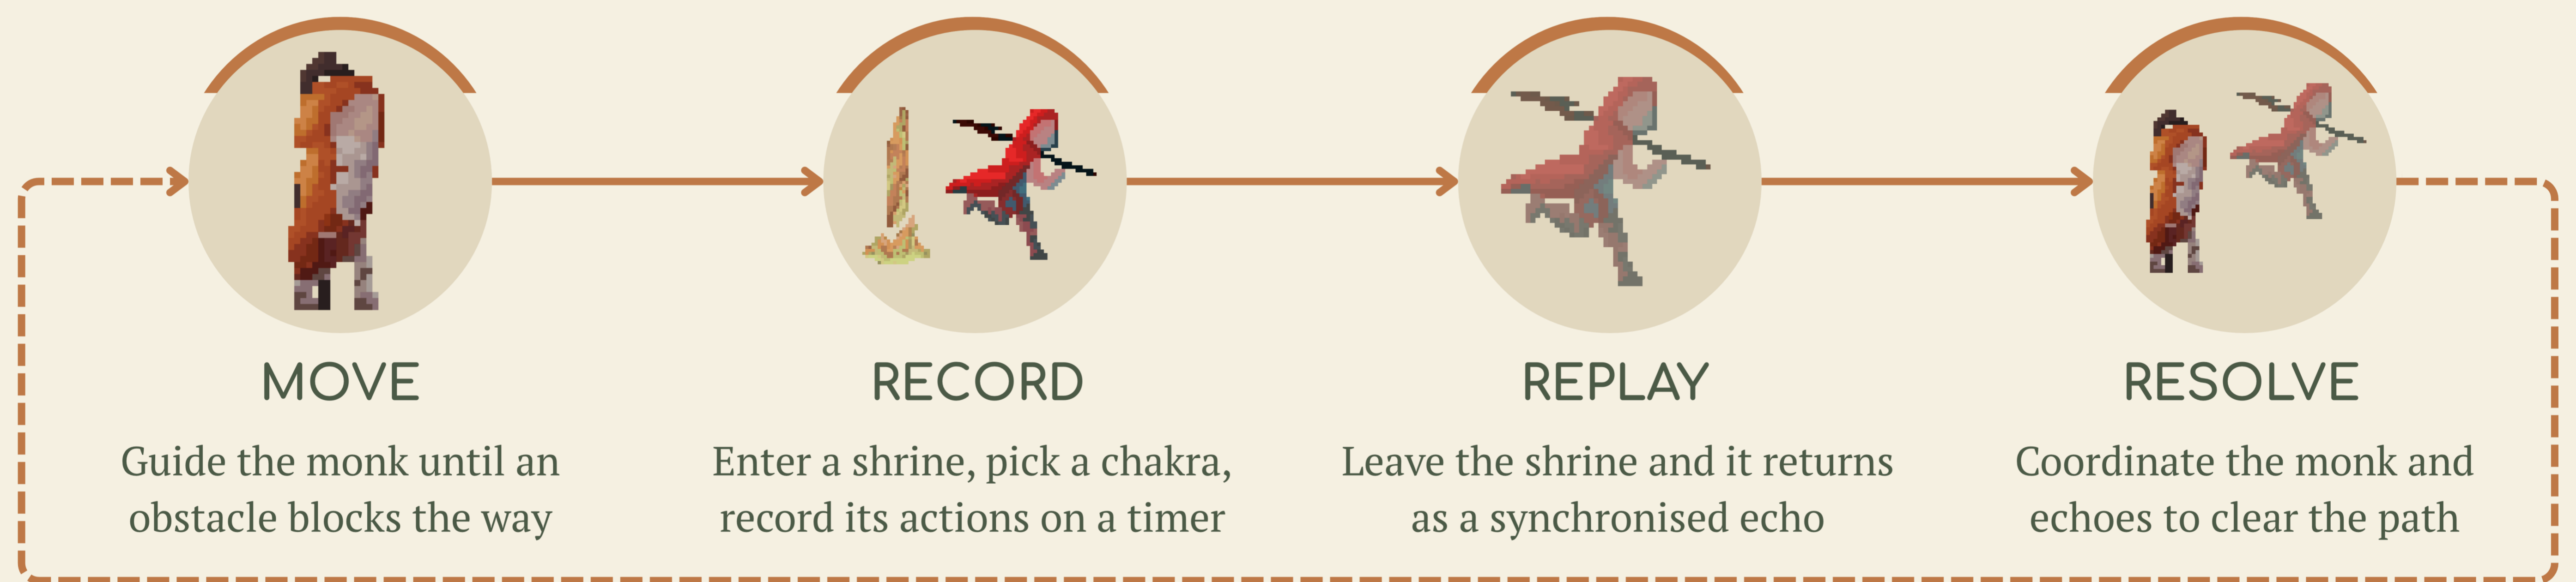 MOVE
Guide the monk until an
obstacle blocks the way
RECORD
Enter a shrine, pick a chakra,
record its actions on a timer
REPLAY
Leave the shrine and it returns
as a synchronised echo
RESOLVE
Coordinate the monk and
echoes to clear the path